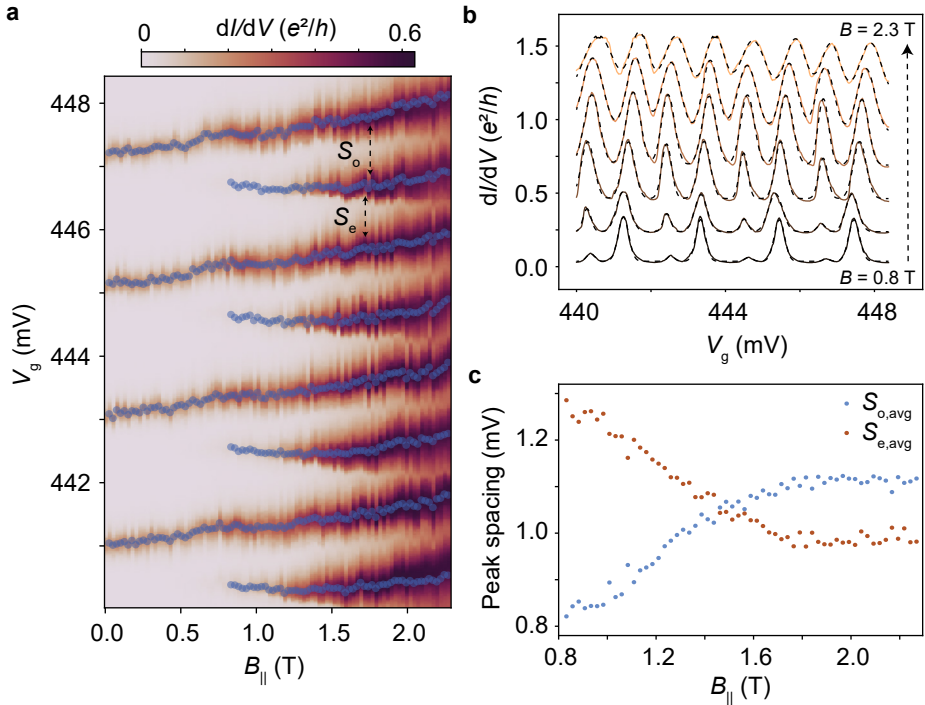 a
dI/dV (e²/h)
0
0.6
448
446
444
442
V_g (mV)
S_o
S_e
0.0
0.5
1.0
1.5
2.0
B_|| (T)
b
B = 2.3 T
1.5
1.0
0.5
0.0
dI/dV (e²/h)
B = 0.8 T
440
444
446
448
V_g (mV)
c
S_o,avg
S_e,avg
1.2
1.0
0.8
Peak spacing (mV)
0.8
1.2
1.6
2.0
B_|| (T)